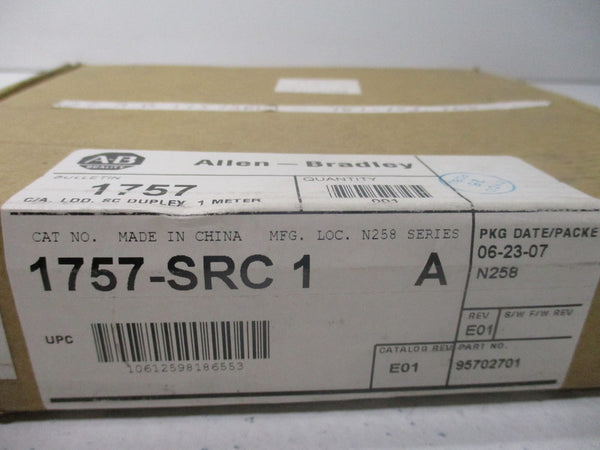 A-B
QUALITY
Allen - Bradley
BULLETIN
1757
QUANTITY
001
C/A. LDD. SC DUPLEX 1 METER
CAT NO. MADE IN CHINA MFG. LOC. N258 SERIES
1757-SRC 1 A
PKG DATE/PACKE
06-23-07
N258
REV
E01
S/W F/W REV
UPC
10612598186553
CATALOG REV
E01
PART NO.
95702701